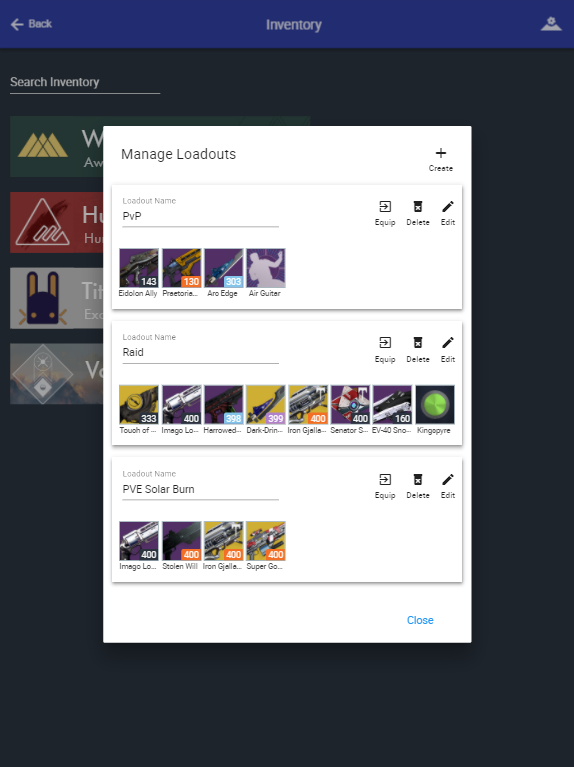 Back
Inventory
Search Inventory
W
Aw
Hu
Hun
Tit
Exo
Va
Manage Loadouts
Create
Loadout Name
PvP
Equip Delete Edit
143 130 303
Eidolon Ally Praetoria... Arc Edge Air Guitar
Loadout Name
Raid
Equip Delete Edit
333 400 398 399 400 400 160
Touch of ... Imago Lo... Harrowed-... Dark-Drin... Iron Gjalla... Senator S... EV-40 Sno... Kingopyre
Loadout Name
PVE Solar Burn
Equip Delete Edit
400 400 400 400
Imago Lo... Stolen Will Iron Gjalla... Super Go...
Close